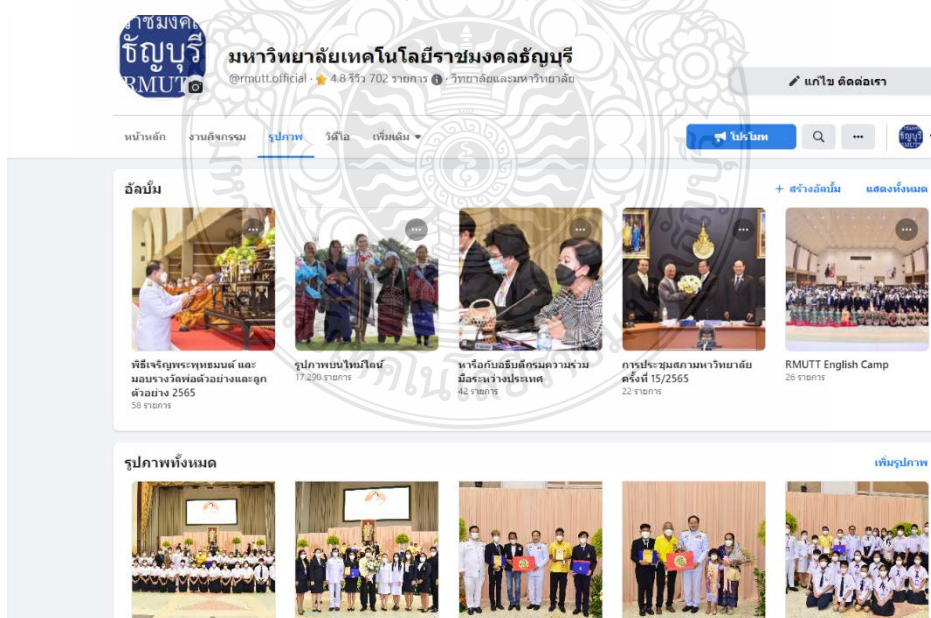 ราชมงคล
ธัญบุรี
RMUTT
มหาวิทยาลัยเทคโนโลยีราชมงคลธัญบุรี
@rmutt.official · 4.8 รีวิว 702 รายการ · วิทยาลัยและมหาวิทยาลัย
แก้ไข ติดต่อเรา
หน้าหลัก งานกิจกรรม รูปภาพ วิดีโอ เพิ่มเติม
โปรโมท
อัลบั้ม
+ สร้างอัลบั้ม แสดงทั้งหมด
พิธีเจริญพระพุทธมนต์ และ
มอบรางวัลพ่อตัวอย่างและลูก
ตัวอย่าง 2565
58 รายการ
รูปภาพบนไทม์ไลน์
17,290 รายการ
หารือกับอธิบดีกรมความร่วม
มือระหว่างประเทศ
42 รายการ
การประชุมสภามหาวิทยาลัย
ครั้งที่ 15/2565
22 รายการ
RMUTT English Camp
26 รายการ
รูปภาพทั้งหมด
เพิ่มรูปภาพ